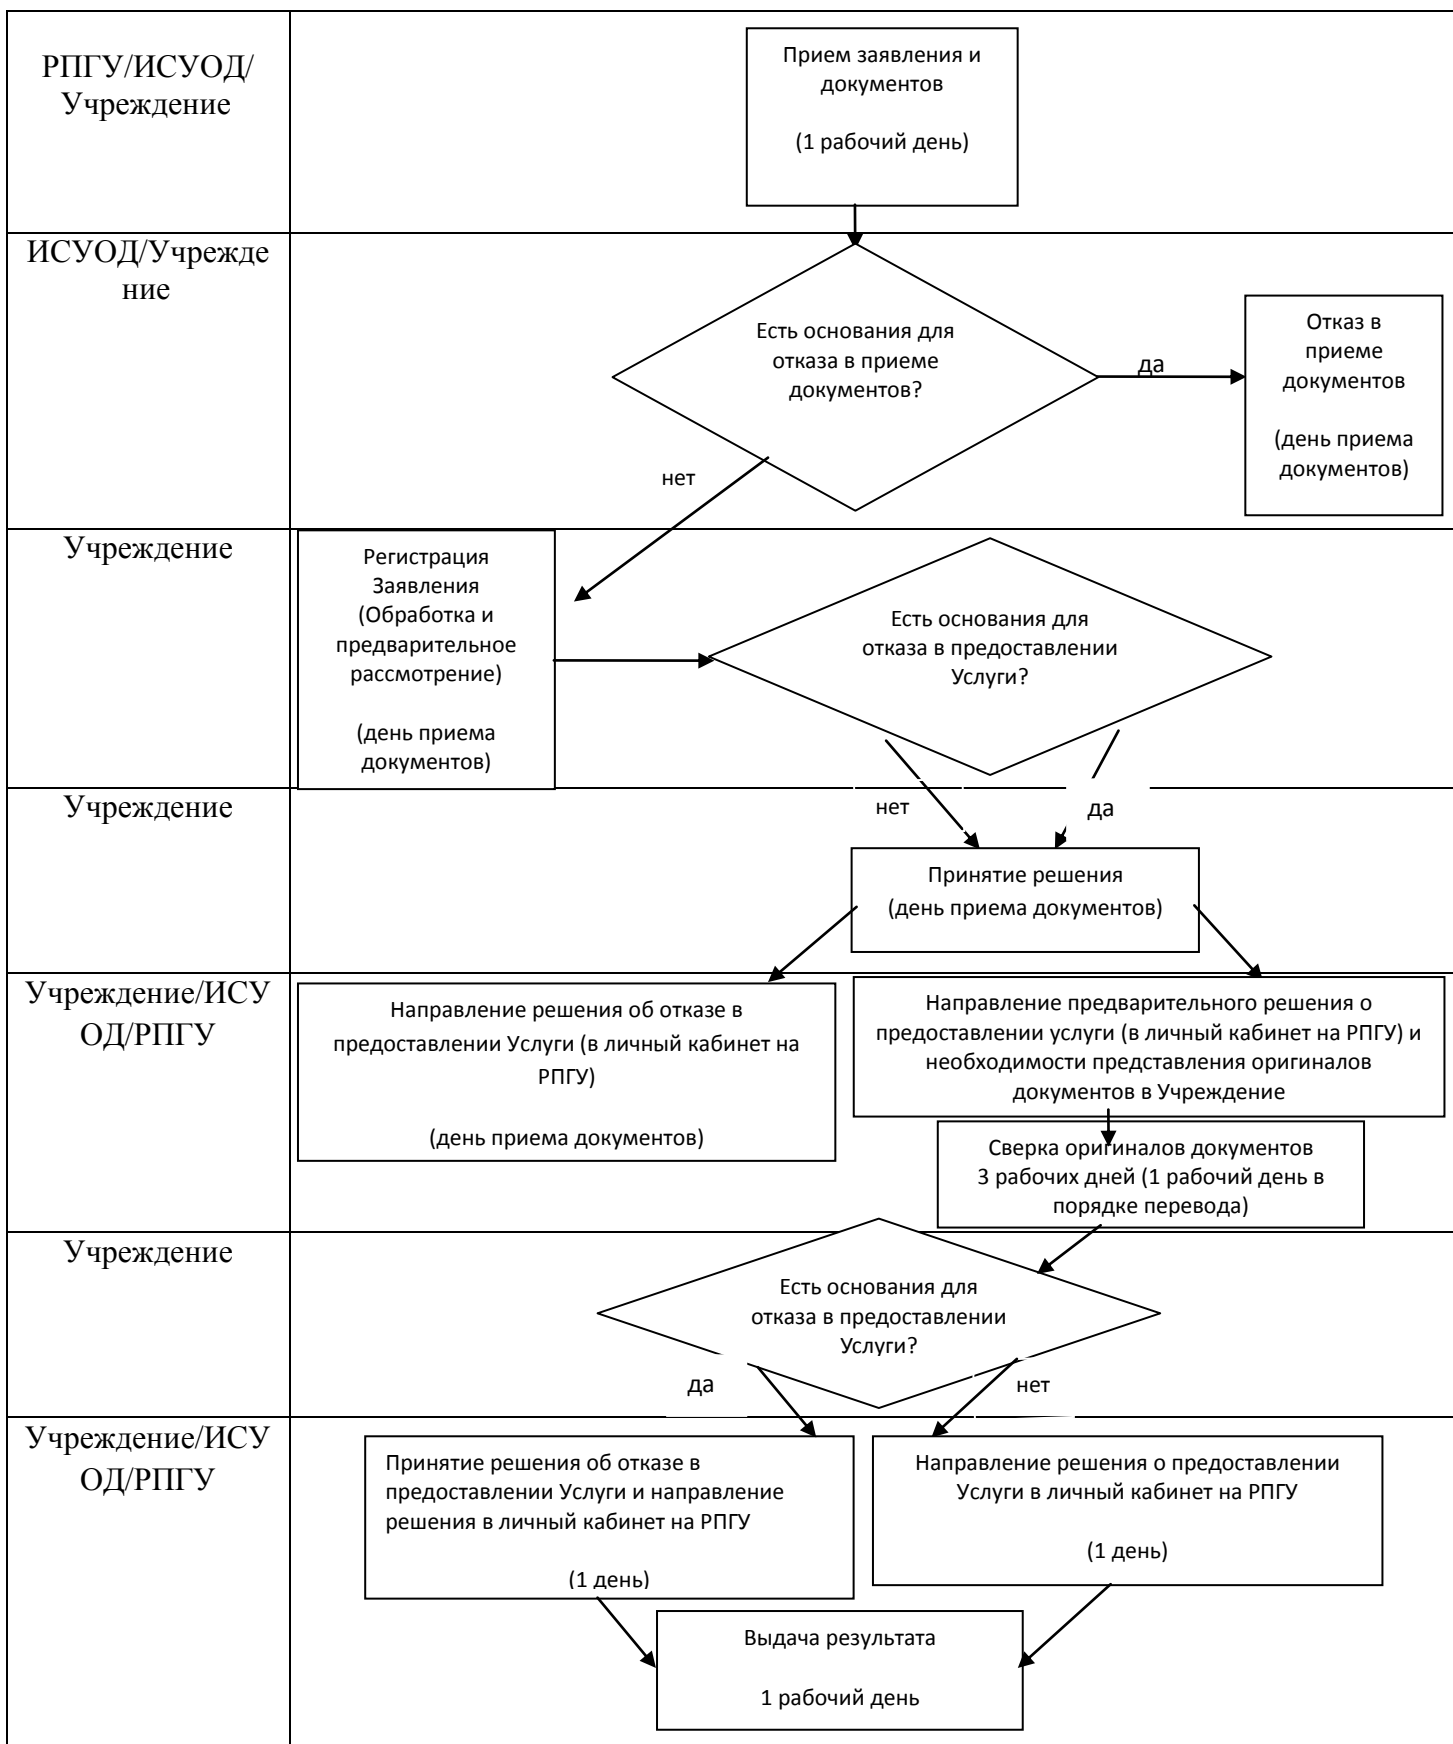 РПГУ/ИСУОД/
Учреждение
Прием заявления и
документов
(1 рабочий день)
ИСУОД/Учрежде
ние
Есть основания для
отказа в приеме
документов?
да
Отказ в
приеме
документов
(день приема
документов)
нет
Учреждение
Регистрация
Заявления
(Обработка и
предварительное
рассмотрение)
(день приема
документов)
Есть основания для
отказа в предоставлении
Услуги?
Учреждение
нет
да
Принятие решения
(день приема документов)
Учреждение/ИСУ
ОД/РПГУ
Направление решения об отказе в
предоставлении Услуги (в личный кабинет на
РПГУ)
(день приема документов)
Направление предварительного решения о
предоставлении услуги (в личный кабинет на РПГУ) и
необходимости представления оригиналов
документов в Учреждение
Сверка оригиналов документов
3 рабочих дней (1 рабочий день в
порядке перевода)
Учреждение
Есть основания для
отказа в предоставлении
Услуги?
да
нет
Учреждение/ИСУ
ОД/РПГУ
Принятие решения об отказе в
предоставлении Услуги и направление
решения в личный кабинет на РПГУ
(1 день)
Направление решения о предоставлении
Услуги в личный кабинет на РПГУ
(1 день)
Выдача результата
1 рабочий день